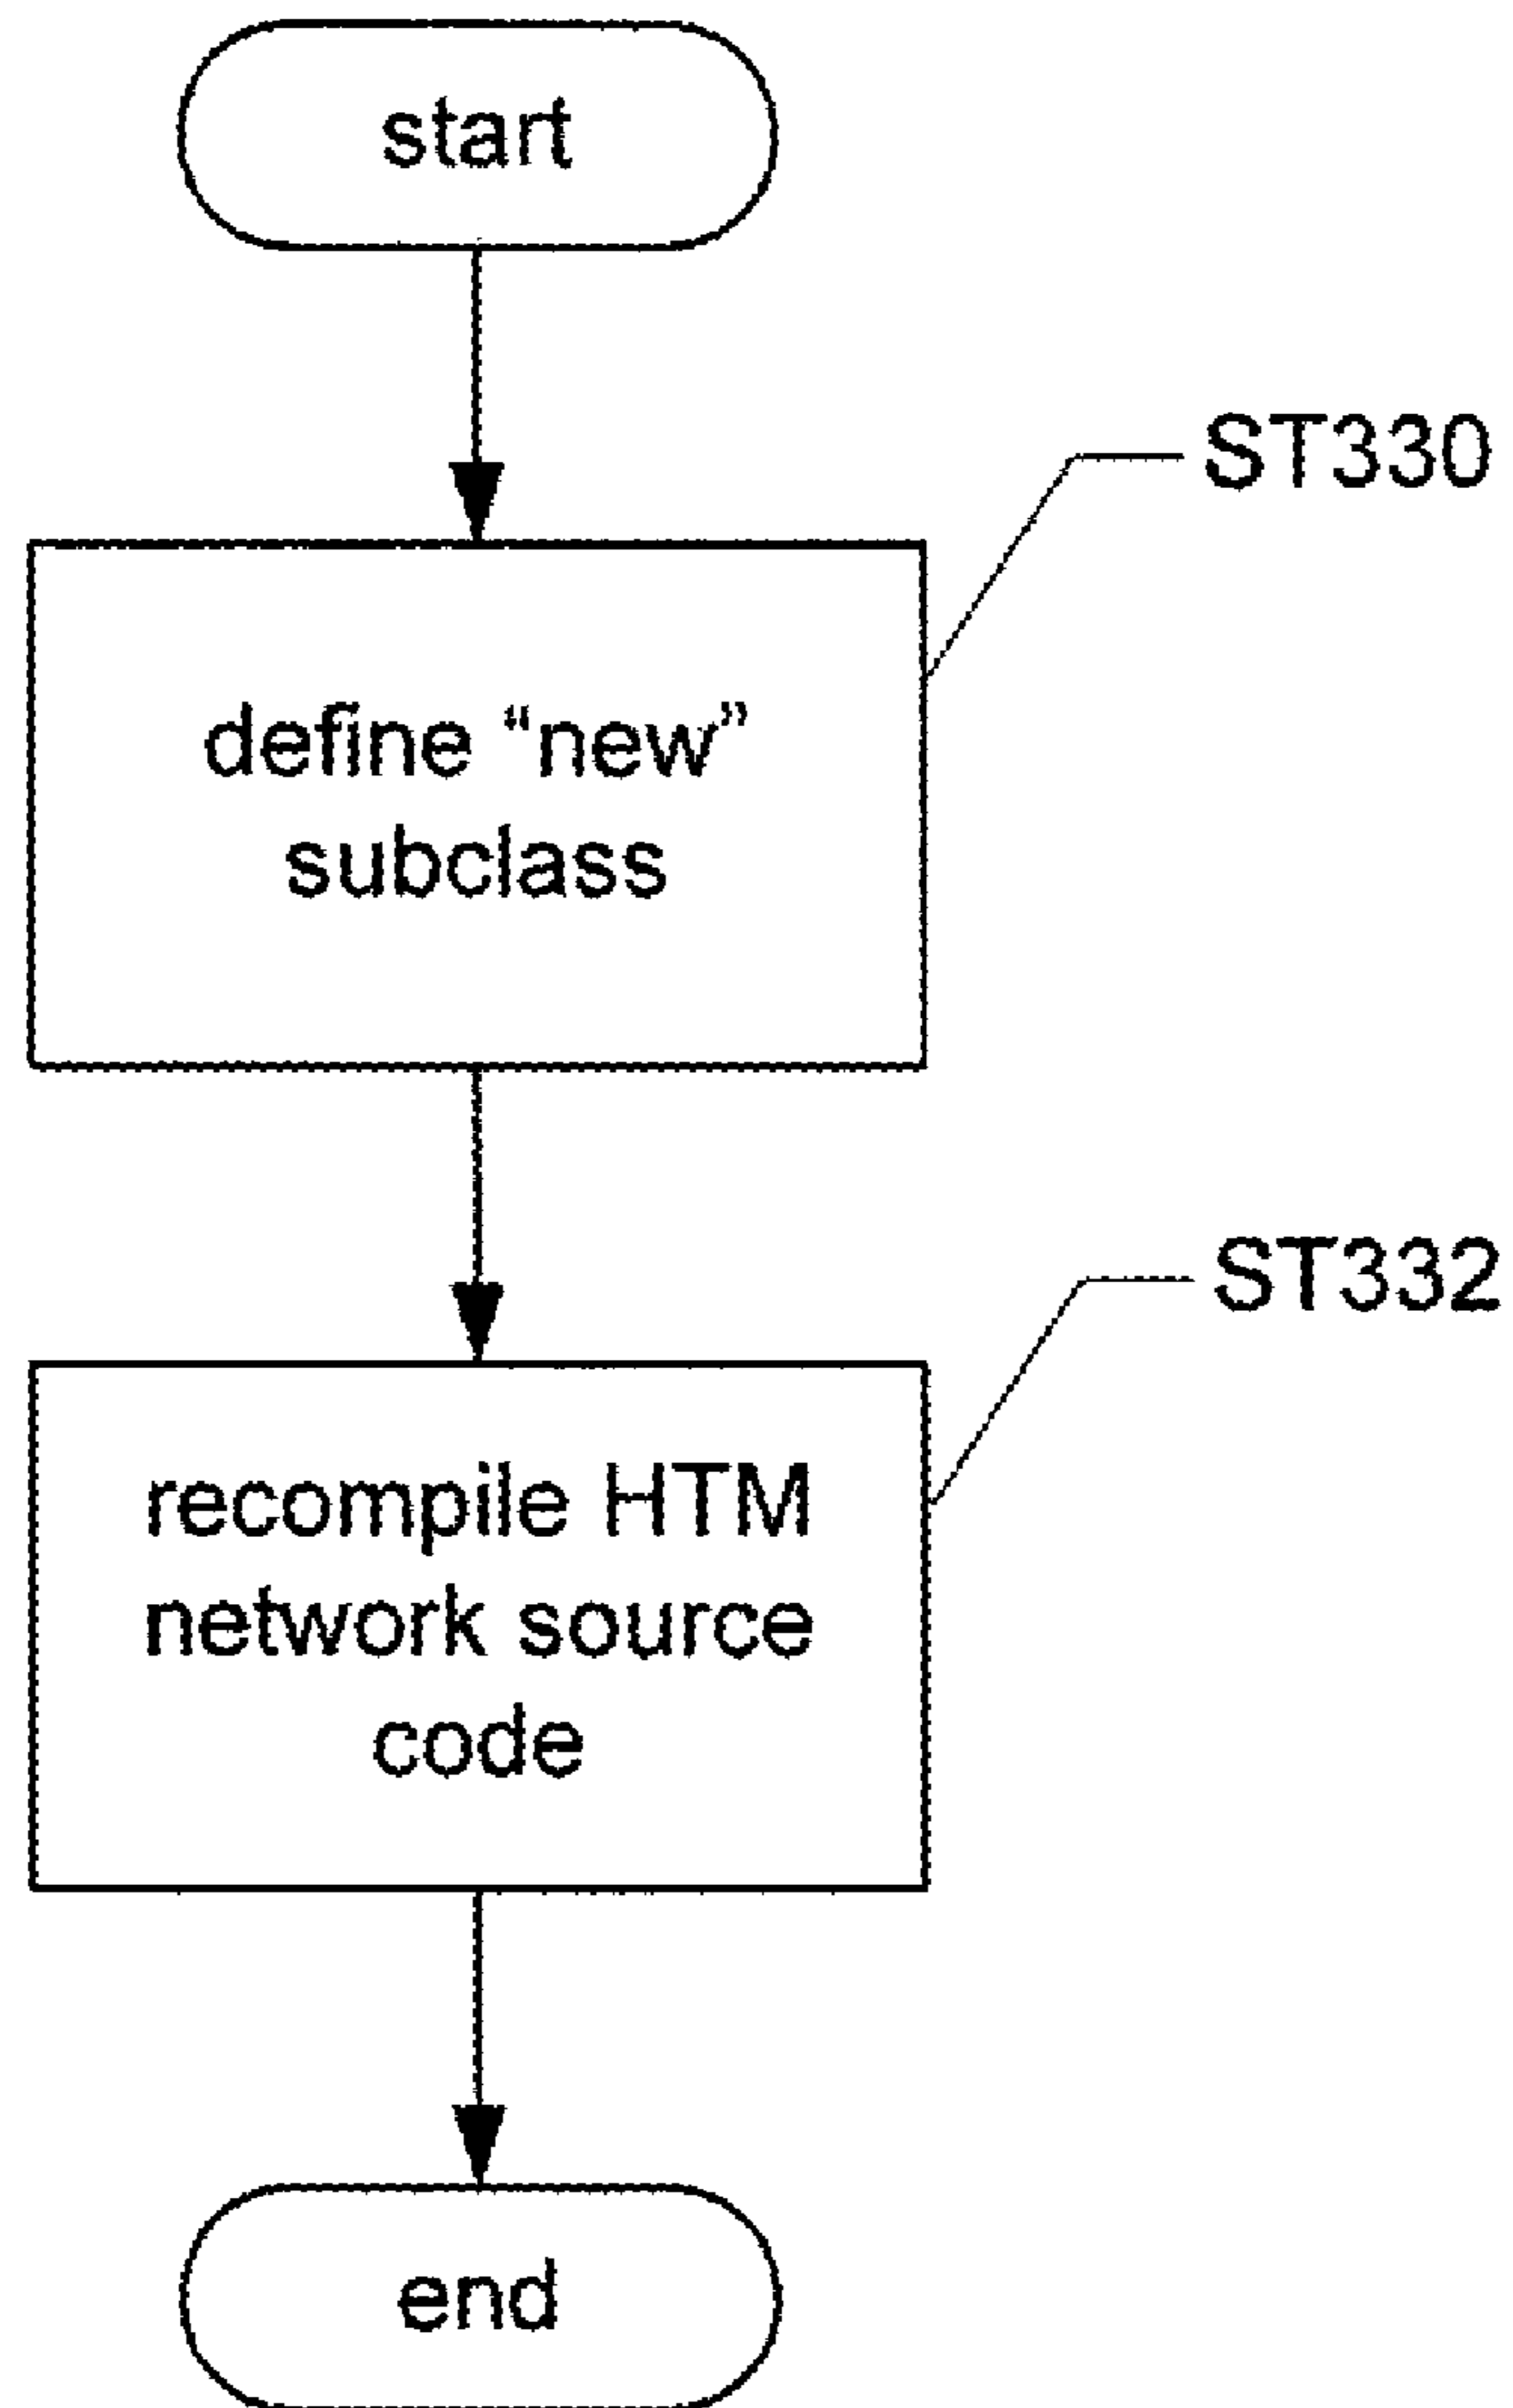 start
ST330
define “new”
subclass
ST332
recompile HTM
network source
code
end